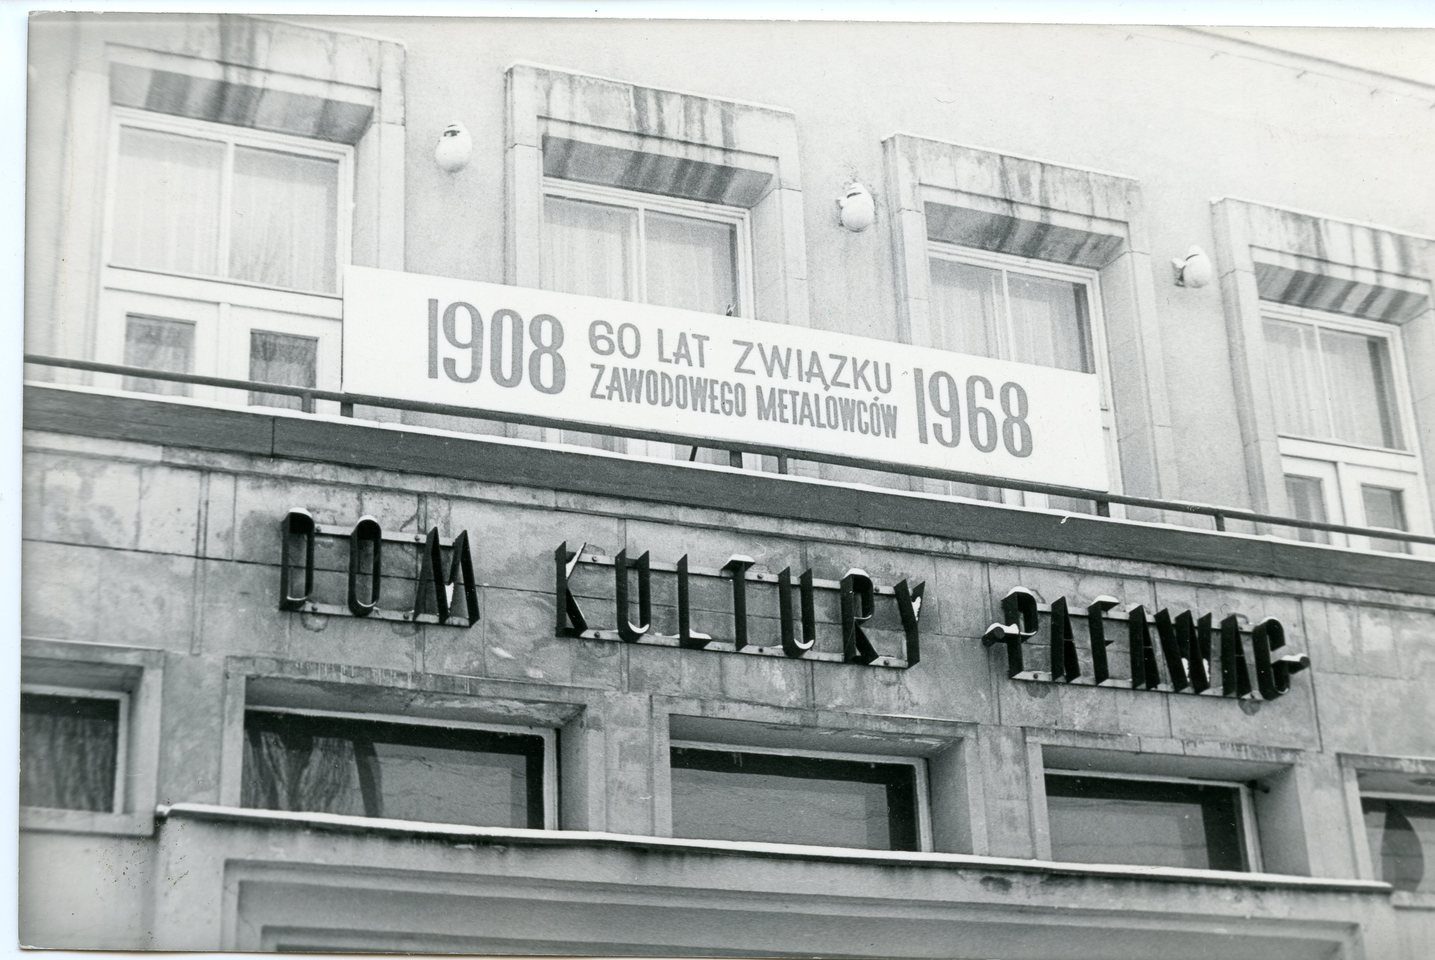 1908 60 LAT ZWIĄZKU ZAWODOWEGO METALOWCÓW 1968
DOM KULTURY PAFAWAG